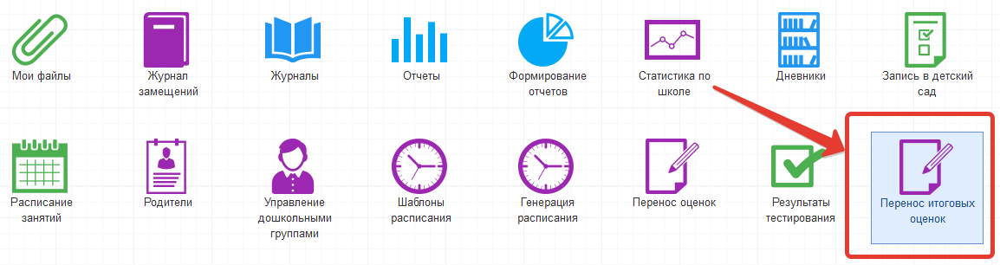 Мои файлы
Журнал
замещений
Журналы
Отчеты
Формирование
отчетов
Статистика по
школе
Дневники
Запись в детский
сад
Расписание
занятий
Родители
Управление
дошкольными
группами
Шаблоны
расписания
Генерация
расписания
Перенос оценок
Результаты
тестирования
Перенос итоговых
оценок